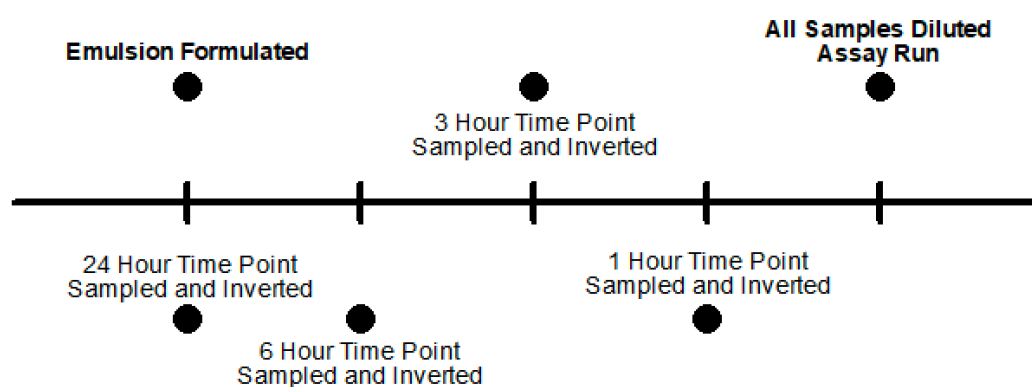 Emulsion Formulated
All Samples Diluted
Assay Run
3 Hour Time Point
Sampled and Inverted
24 Hour Time Point
Sampled and Inverted
1 Hour Time Point
Sampled and Inverted
6 Hour Time Point
Sampled and Inverted